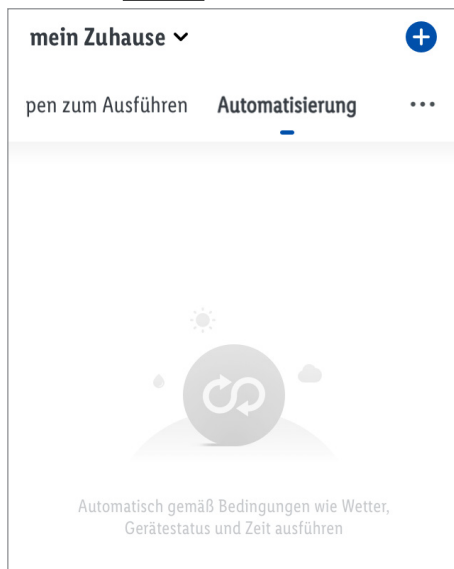 mein Zuhause
pen zum Ausführen Automatisierung ...
Automatisch gemäß Bedingungen wie Wetter,
Gerätestatus und Zeit ausführen